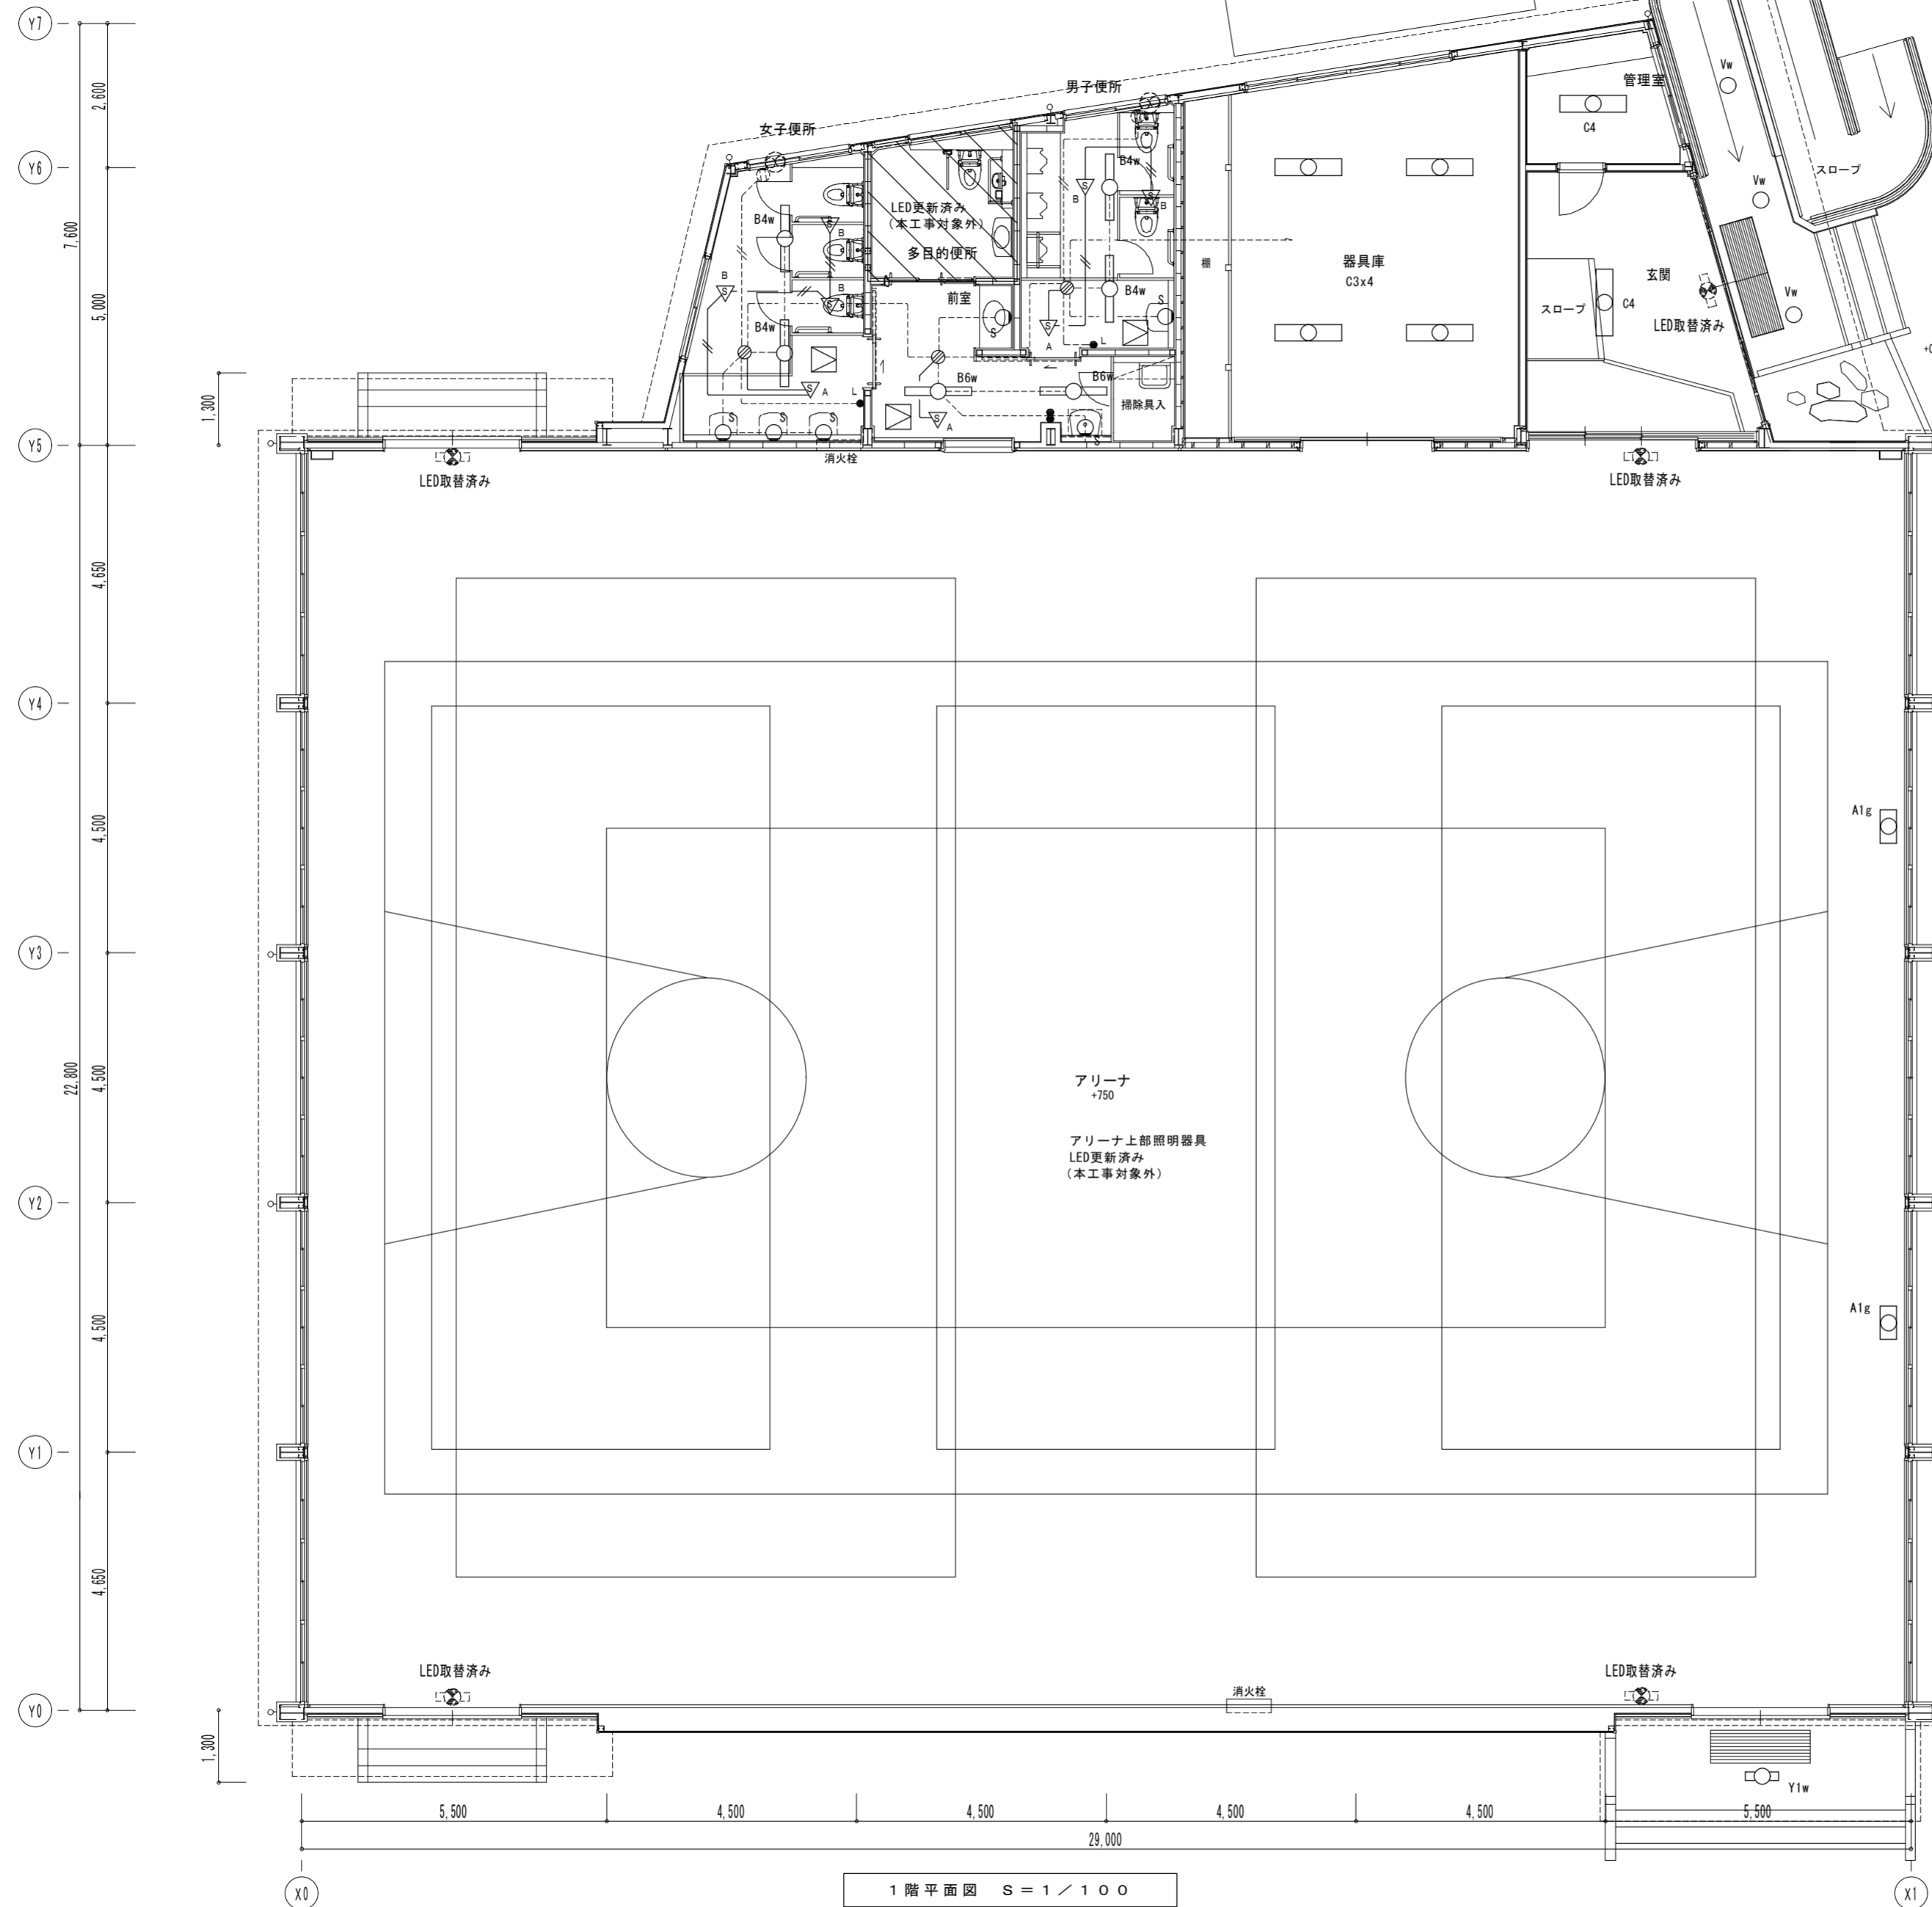 Y7
2,600
男子便所
Vw
管理室
C4
女子便所
Y6
B4w
スロープ
Vw
LED更新済み
(本工事対象外)
B
S
B
B4w
S
S
B
7,600
多目的便所
棚
器具庫
C3x4
玄関
B
S
B
S
前室
B4w
S
スロープ
C4
Vw
5,000
B4w
S
S
A
L
LED取替済み
B6w
B6w
掃除具入
S
A
L
S
A
S
S
S
S
1,300
Y5
消火栓
LED取替済み
LED取替済み
4,650
Y4
A1g
4,500
Y3
22,800
4,500
アリーナ
+750
アリーナ上部照明器具
LED更新済み
(本工事対象外)
Y2
A1g
4,500
Y1
4,650
LED取替済み
LED取替済み
消火栓
Y0
1,300
Y1w
5,500
4,500
4,500
4,500
4,500
5,500
29,000
X0
1階平面図 S=1/100
X1